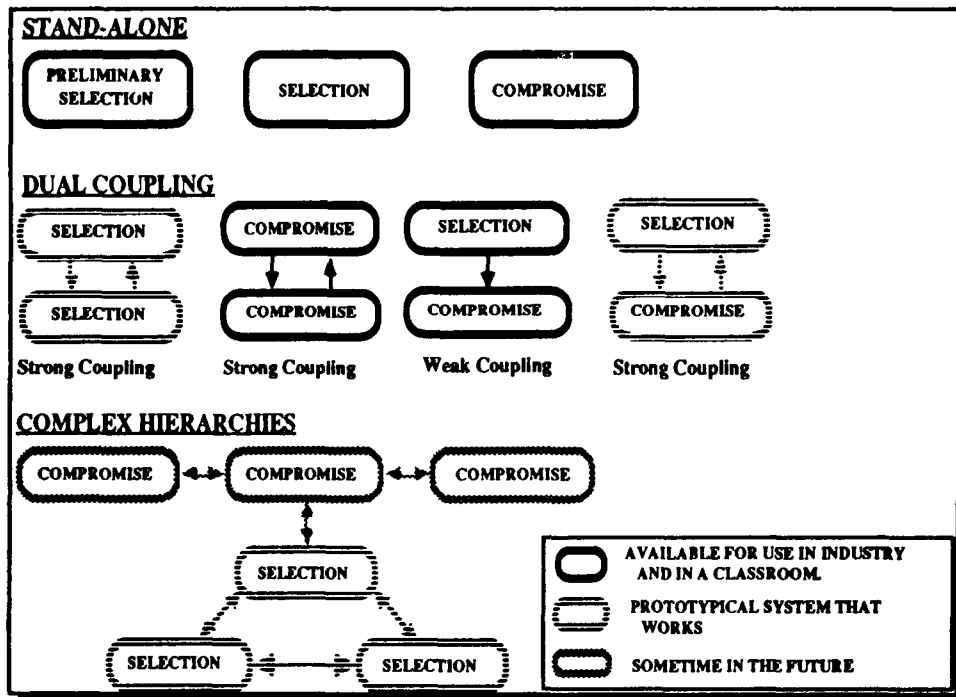 STAND-ALONE
PRELIMINARY
SELECTION
SELECTION
COMPROMISE
DUAL COUPLING
SELECTION
COMPROMISE
SELECTION
SELECTION
SELECTION
COMPROMISE
COMPROMISE
COMPROMISE
Strong Coupling
Strong Coupling
Weak Coupling
Strong Coupling
COMPLEX HIERARCHIES
COMPROMISE
COMPROMISE
COMPROMISE
SELECTION
SELECTION
SELECTION
AVAILABLE FOR USE IN INDUSTRY
AND IN A CLASSROOM.
PROTOTYPICAL SYSTEM THAT
WORKS
SOMETIME IN THE FUTURE